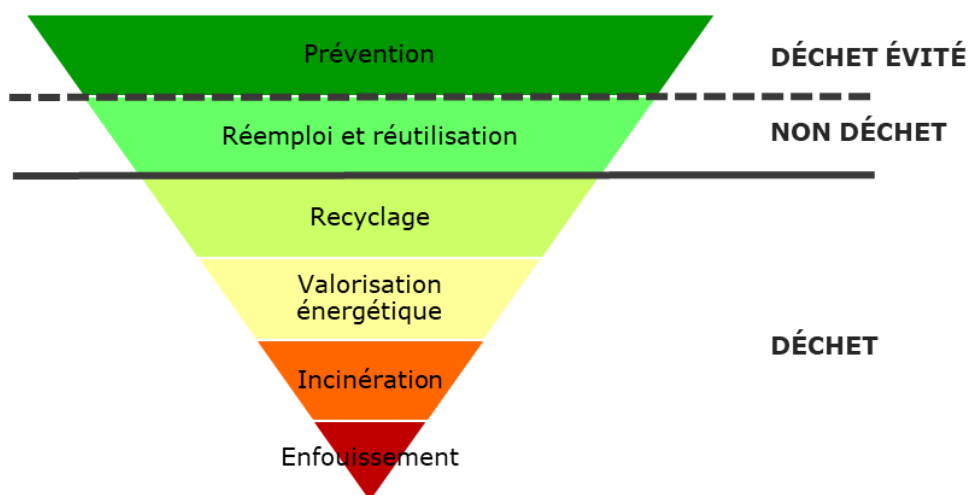 Prévention
DÉCHET ÉVITÉ
Réemploi et réutilisation
NON DÉCHET
Recyclage
Valorisation
énergétique
DÉCHET
Incinération
Enfouissement